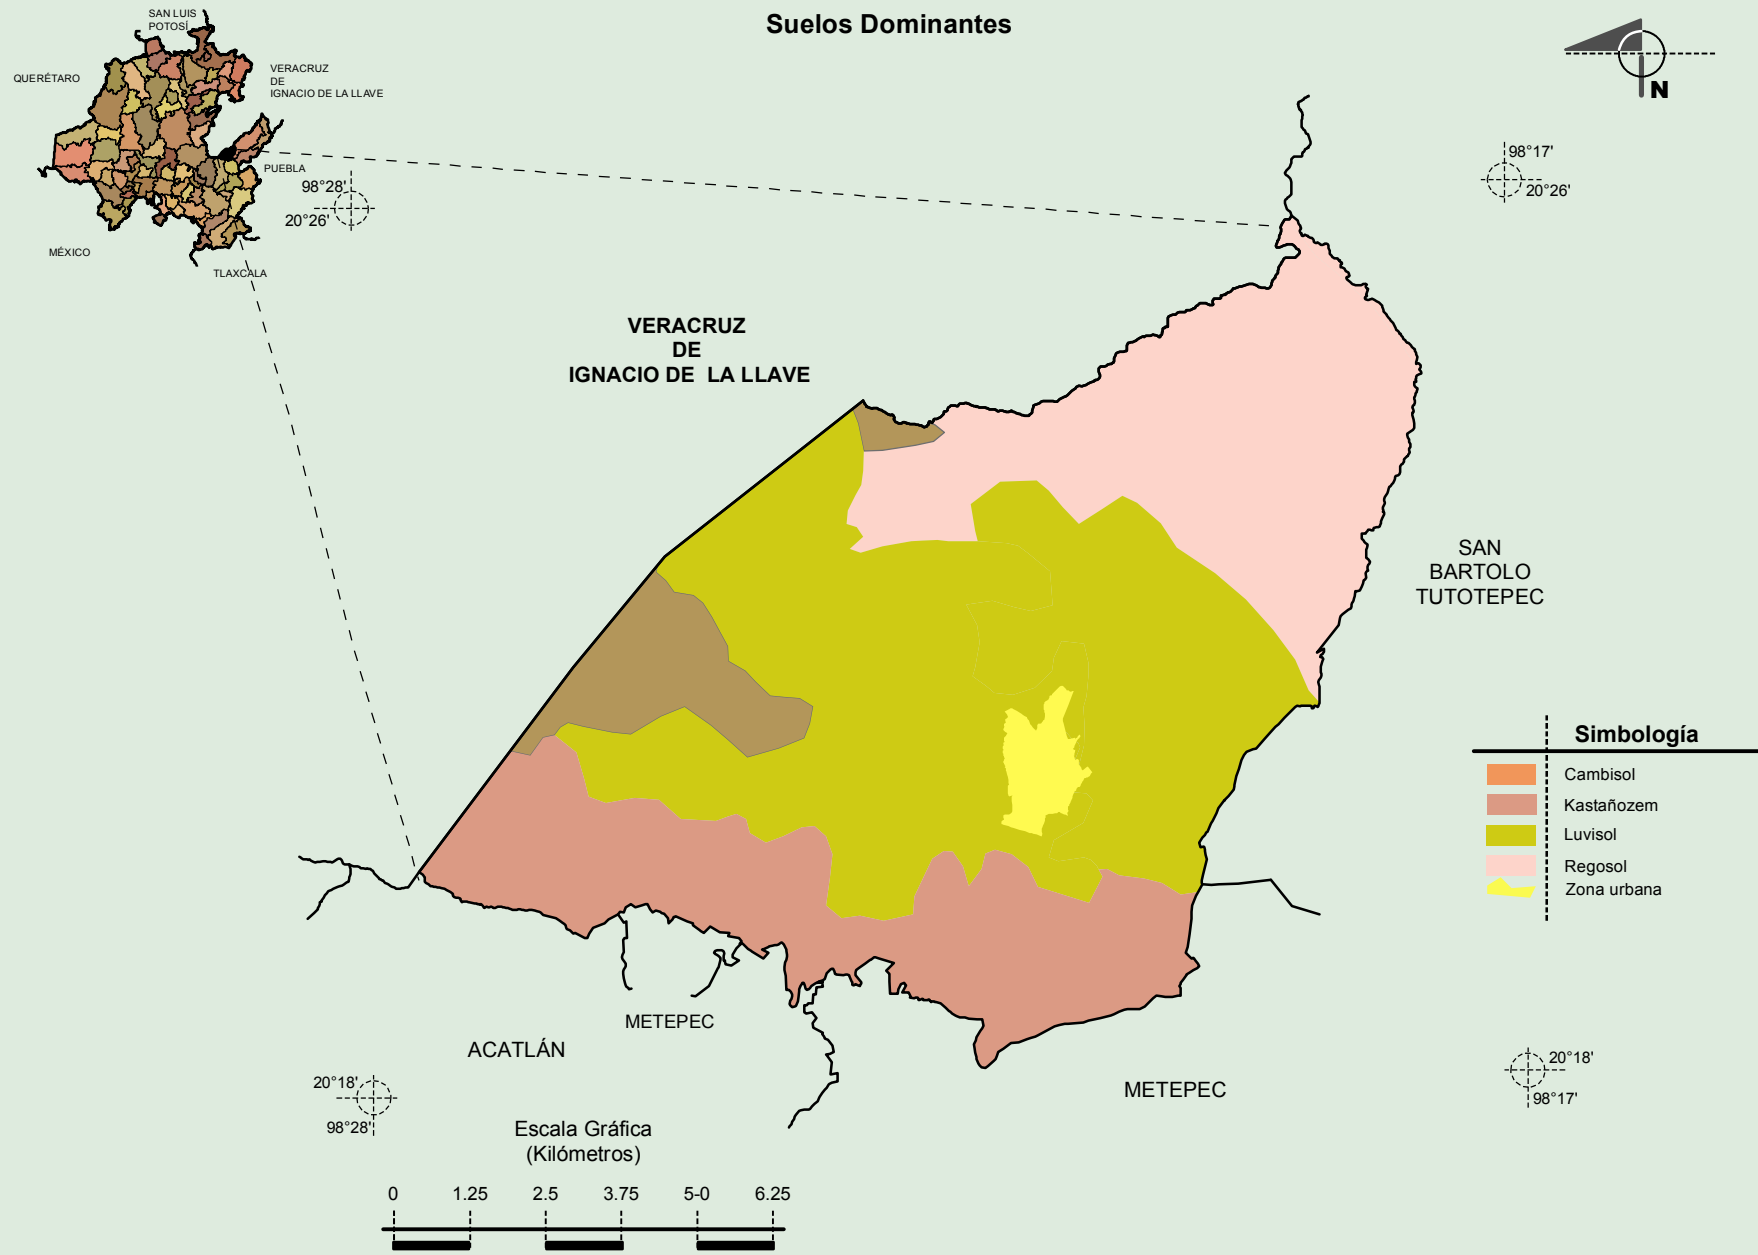 Suelos Dominantes
SAN LUIS
POTOSÍ
QUERÉTARO
VERACRUZ
DE
IGNACIO DE LA LLAVE
PUEBLA
MÉXICO
TLAXCALA
98°28'
20°26'
N
98°17'
20°26'
VERACRUZ
DE
IGNACIO DE LA LLAVE
SAN
BARTOLO
TUTOTEPEC
Simbología
Cambisol
Kastañozem
Luvisol
Regosol
Zona urbana
METEPEC
ACATLÁN
METEPEC
20°18'
98°28'
20°18'
98°17'
Escala Gráfica
(Kilómetros)
0 1.25 2.5 3.75 5-0 6.25